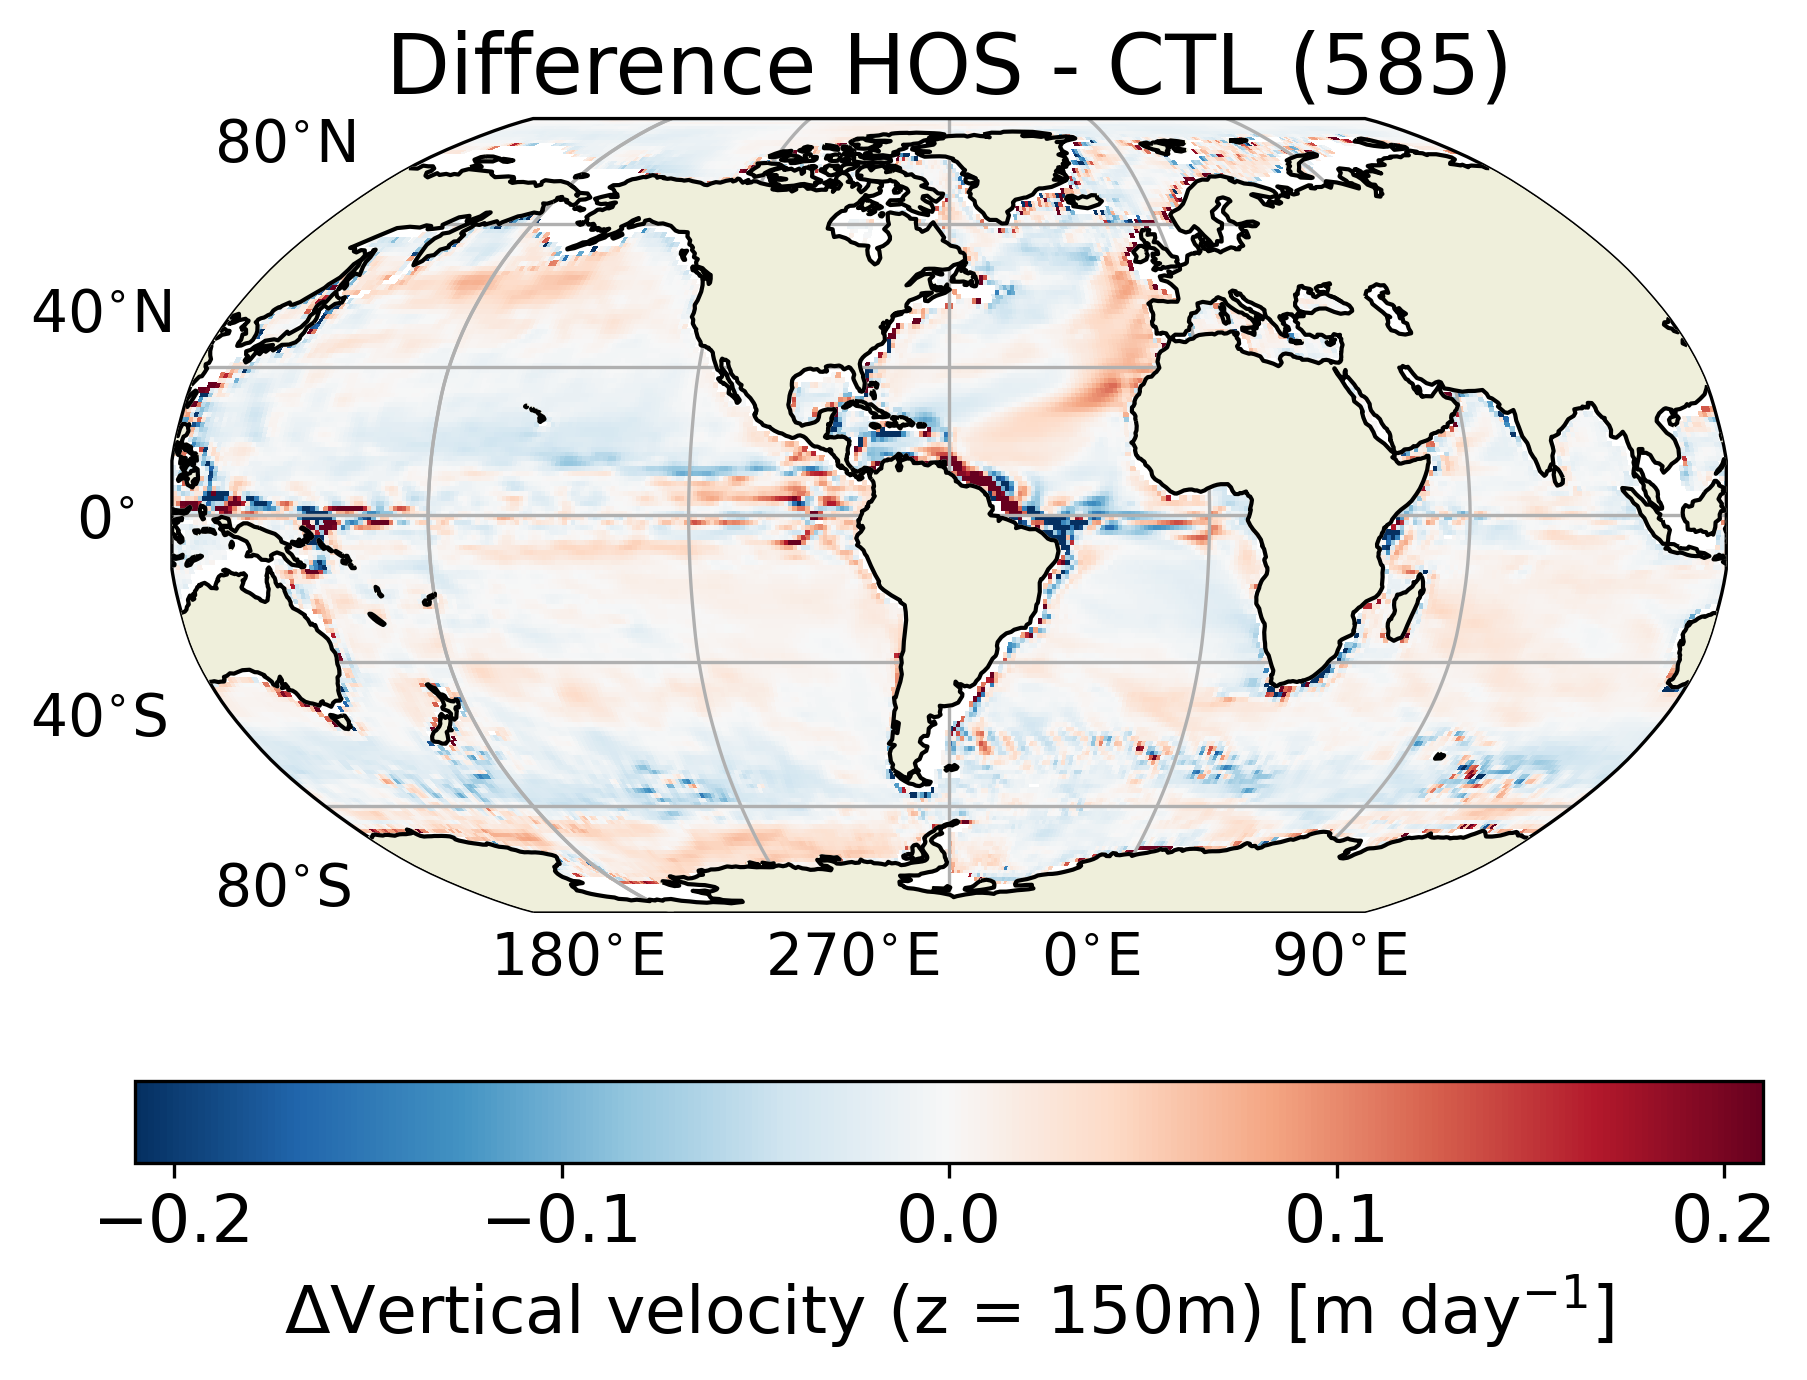 Difference HOS - CTL (585)
80°N
40°N
0°
40°S
80°S
180°E 270°E 0°E 90°E
−0.2 −0.1 0.0 0.1 0.2
ΔVertical velocity (z = 150m) [m day⁻¹]